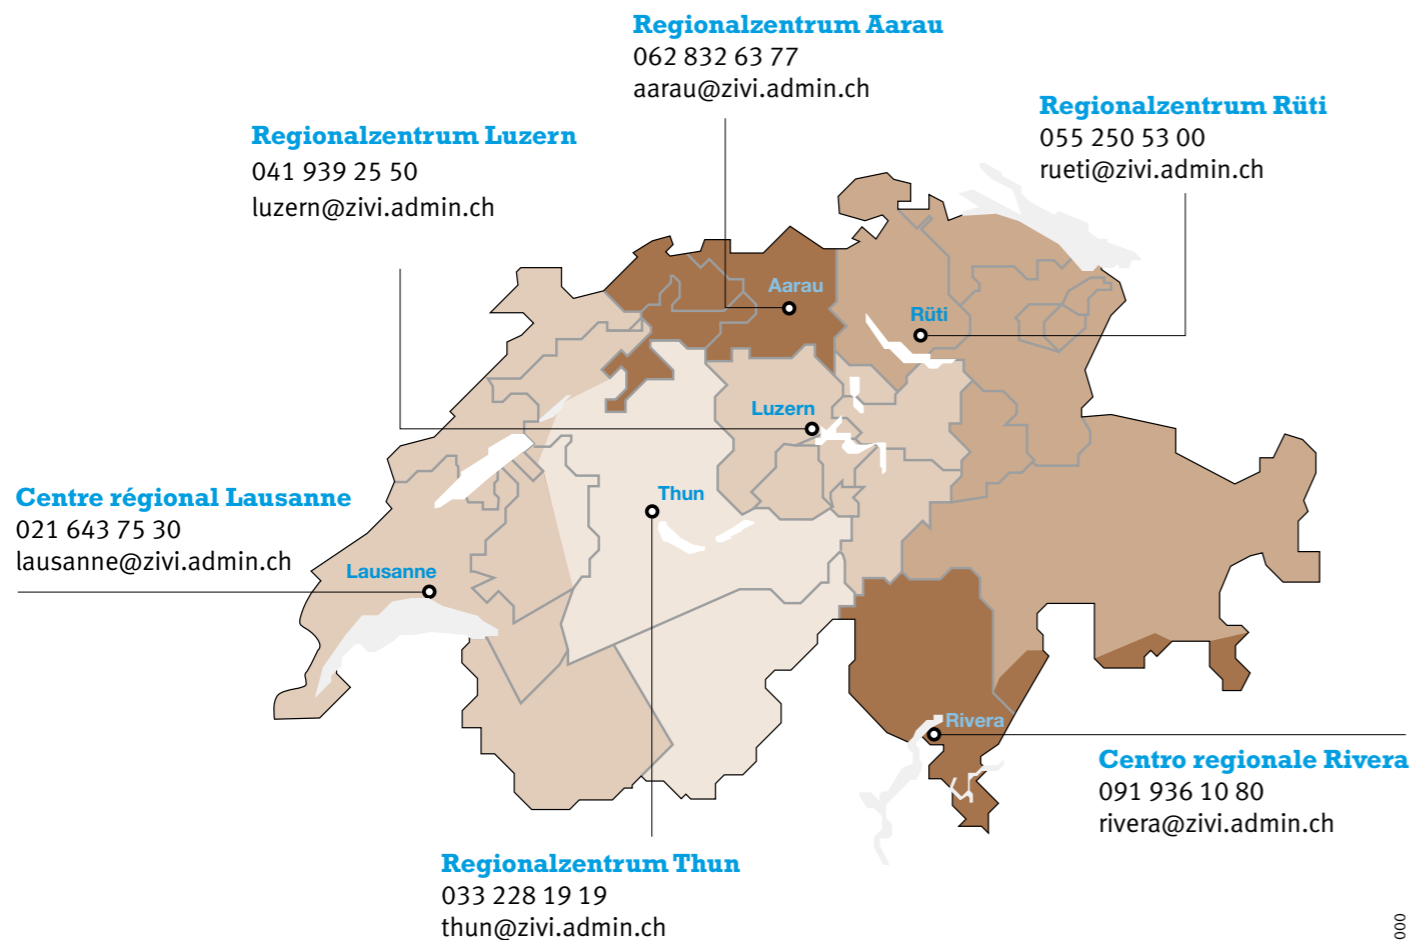 Regionalzentrum Aarau
062 832 63 77
aarau@zivi.admin.ch
Regionalzentrum Rüti
055 250 53 00
rueti@zivi.admin.ch
Regionalzentrum Luzern
041 939 25 50
luzern@zivi.admin.ch
Aarau
Rüti
Luzern
Thun
Centre régional Lausanne
021 643 75 30
lausanne@zivi.admin.ch
Lausanne
Rivera
Centro regionale Rivera
091 936 10 80
rivera@zivi.admin.ch
Regionalzentrum Thun
033 228 19 19
thun@zivi.admin.ch
000